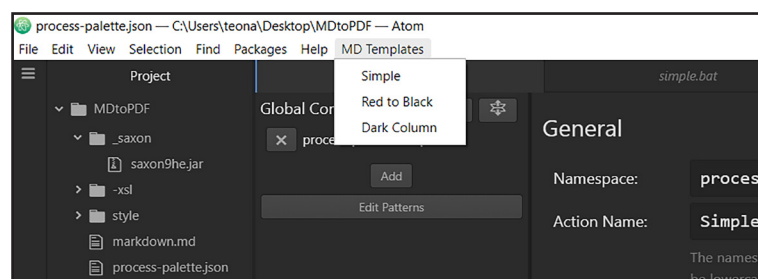 process-palette.json — C:\Users\teona\Desktop\MDtoPDF — Atom
File Edit View Selection Find Packages Help MD Templates
Simple
Red to Black
Dark Column
Project
simple.bat
MDtoPDF
_saxon
saxon9he.jar
-xsl
style
markdown.md
process-palette.json
Global
Add
Edit Patterns
General
Namespace:
Action Name: Simple
The
be